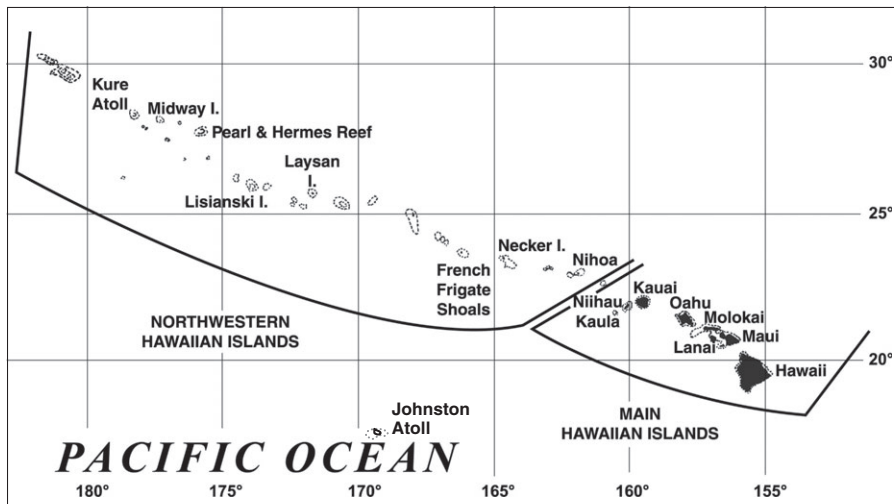 30°
Kure
Atoll
Midway I.
Pearl & Hermes Reef
Laysan
I.
Lisianski I.
25°
Necker I.
Nihoa
French
Frigate
Shoals
Kauai
Niihau
Kaula
Oahu
Molokai
Maui
Lanai
NORTHWESTERN
HAWAIIAN ISLANDS
20°
Hawaii
Johnston
Atoll
MAIN
HAWAIIAN ISLANDS
PACIFIC OCEAN
180°
175°
170°
165°
160°
155°